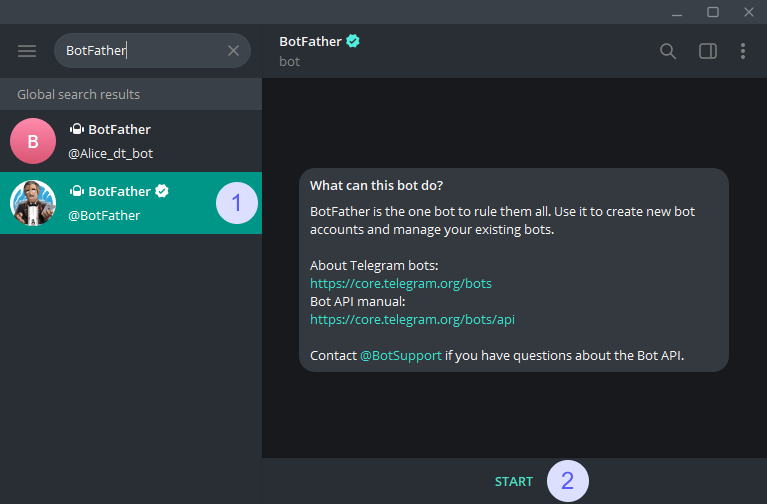 BotFather
Global search results
B
BotFather
@Alice_dt_bot
BotFather
@BotFather
1
BotFather
bot
What can this bot do?
BotFather is the one bot to rule them all. Use it to create new bot
accounts and manage your existing bots.
About Telegram bots:
https://core.telegram.org/bots
Bot API manual:
https://core.telegram.org/bots/api
Contact @BotSupport if you have questions about the Bot API.
START
2